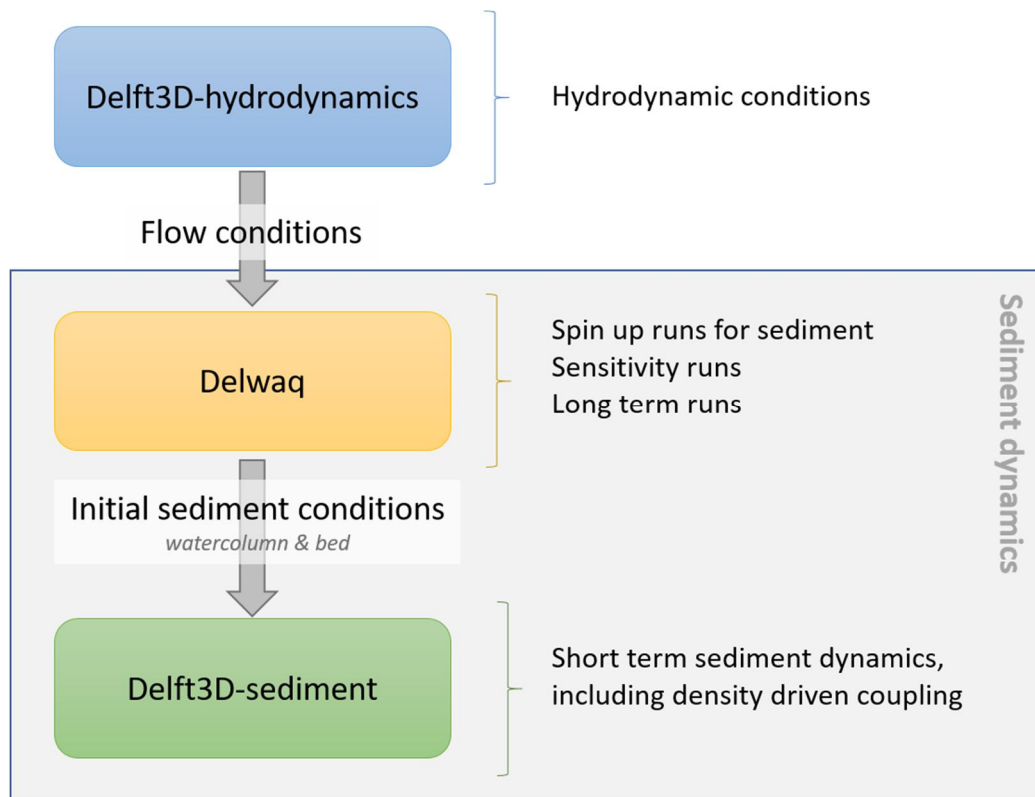 Delft3D-hydrodynamics
Hydrodynamic conditions
Flow conditions
Delwaq
Spin up runs for sediment
Sensitivity runs
Long term runs
Sediment dynamics
Initial sediment conditions
watercolumn & bed
Delft3D-sediment
Short term sediment dynamics,
including density driven coupling